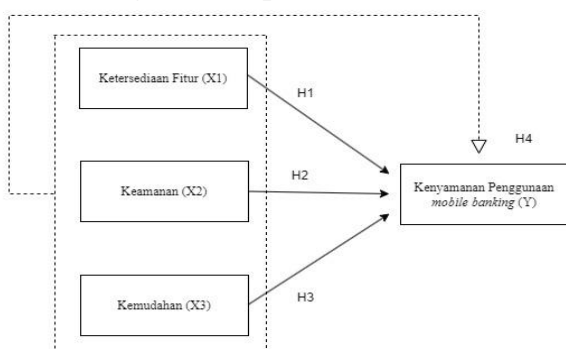 Ketersediaan Fitur (X1)
H1
H4
Keamanan (X2)
H2
Kenyamanan Penggunaan
mobile banking (Y)
Kemudahan (X3)
H3